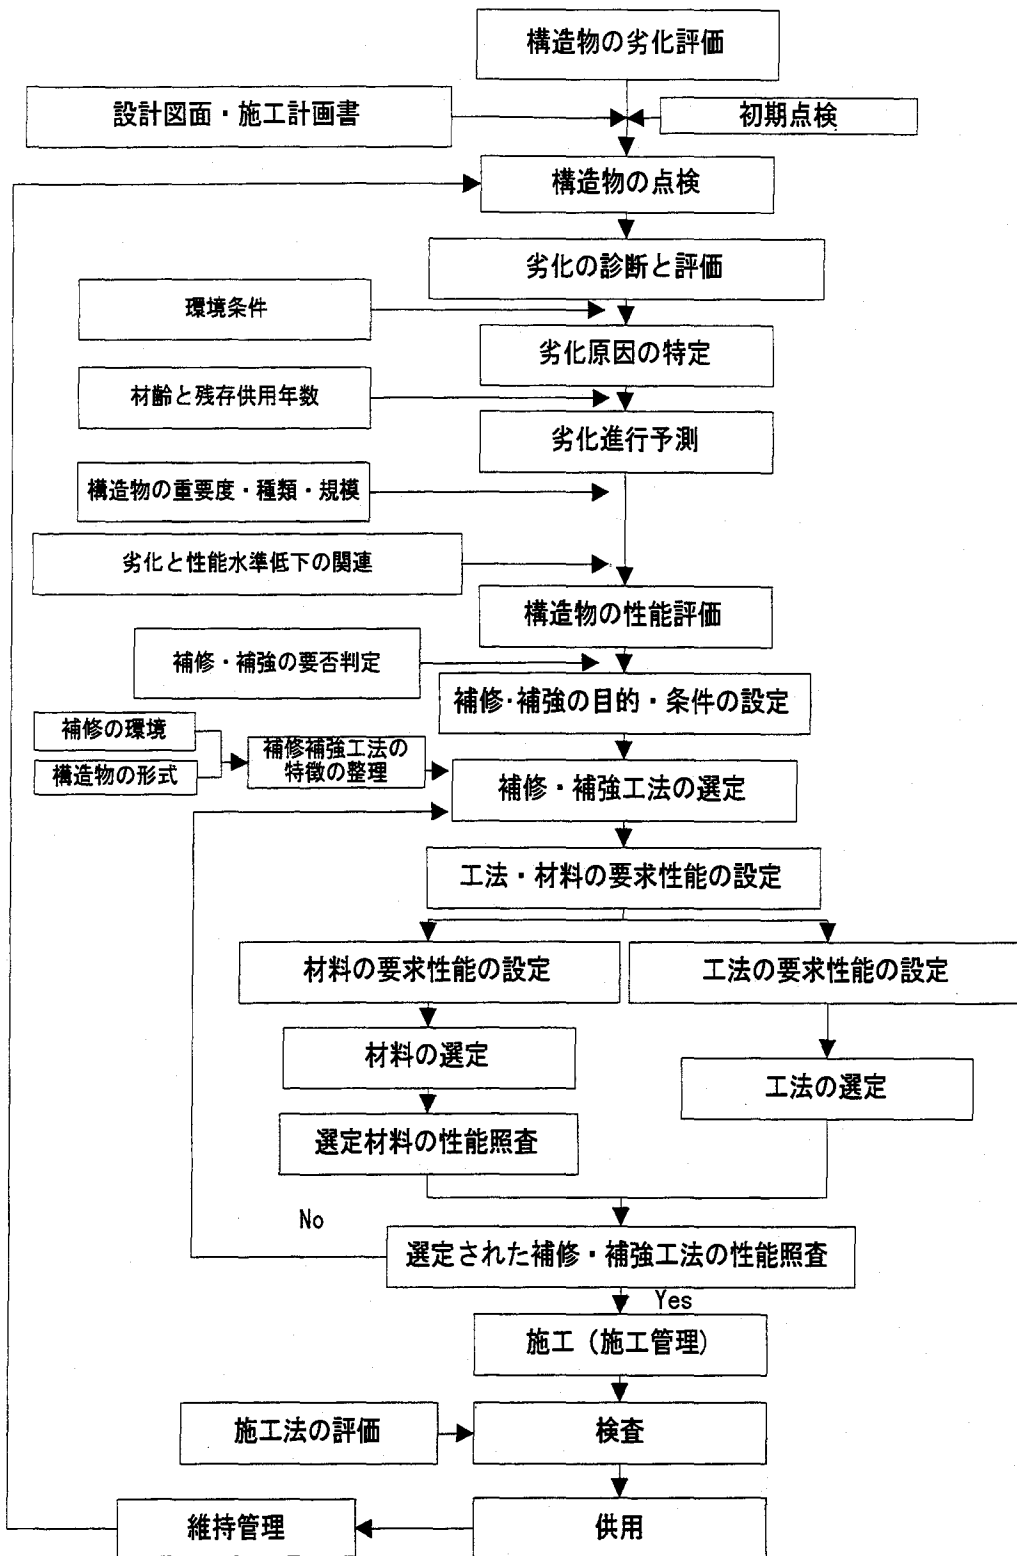 構造物の劣化評価
設計図面・施工計画書
初期点検
構造物の点検
劣化の診断と評価
環境条件
劣化原因の特定
材齢と残存供用年数
劣化進行予測
構造物の重要度・種類・規模
劣化と性能水準低下の関連
構造物の性能評価
補修・補強の要否判定
補修・補強の目的・条件の設定
補修の環境
構造物の形式
補修補強工法の
特徴の整理
補修・補強工法の選定
工法・材料の要求性能の設定
材料の要求性能の設定
工法の要求性能の設定
材料の選定
工法の選定
選定材料の性能照査
No
選定された補修・補強工法の性能照査
Yes
施工（施工管理）
施工法の評価
検査
維持管理
供用